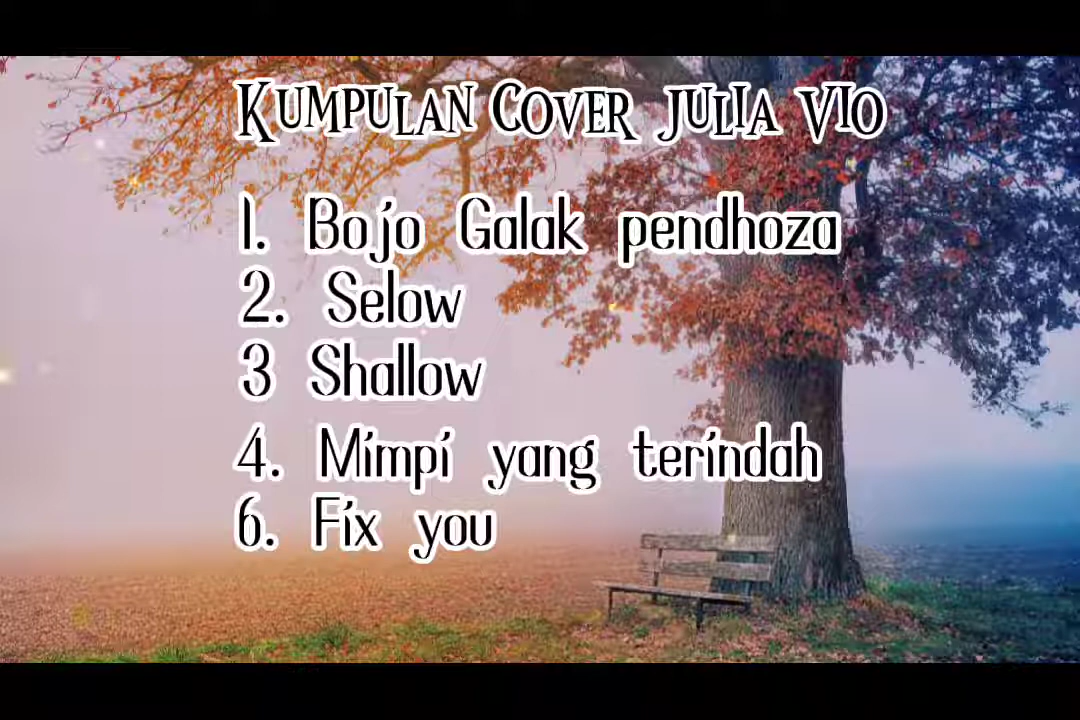 Kumpulan Cover Julia Vio
1. Bojo Galak pendhoza
2. Selow
3 Shallow
4. Mimpi yang terindah
6. Fix you